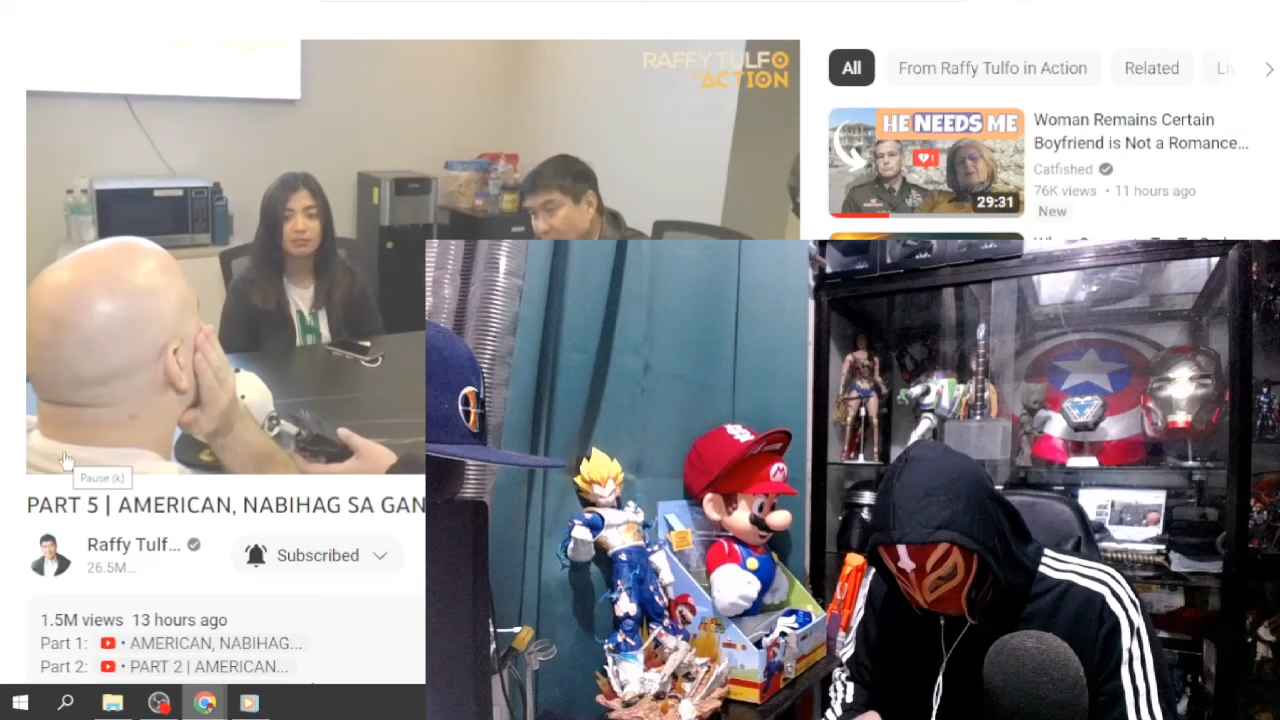 RAFFY TULFO
ACTION
All
From Raffy Tulfo in Action
Related
HE NEEDS ME
29:31
Woman Remains Certain
Boyfriend is Not a Romance...
Catfished
76K views • 11 hours ago
New
Pause (k)
PART 5 | AMERICAN, NABIHAG SA GAN
Raffy Tulf...
26.5M...
Subscribed
1.5M views 13 hours ago
Part 1: • AMERICAN, NABIHAG...
Part 2: • PART 2 | AMERICAN...